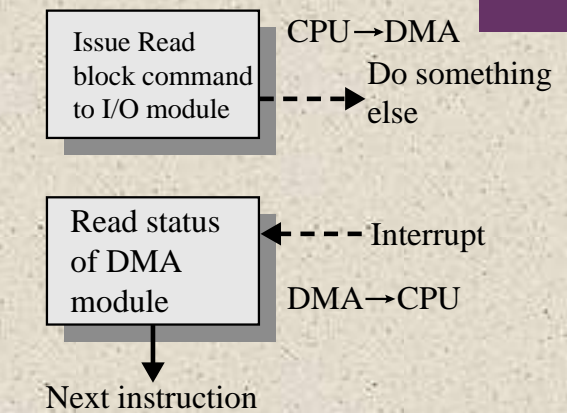 Issue Read
block command
to I/O module
CPU→DMA
Do something
else
Read status
of DMA
module
Interrupt
DMA→CPU
Next instruction